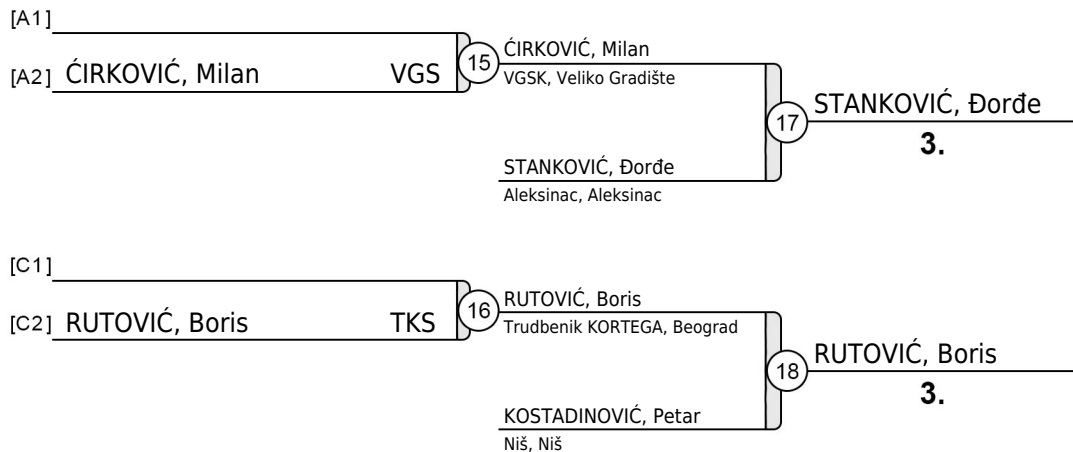 [A1]
[A2] ĆIRKOVIĆ, Milan VGS
15
ĆIRKOVIĆ, Milan
VGSK, Veliko Gradište
17
STANKOVIĆ, Đorđe
3.
STANKOVIĆ, Đorđe
Aleksinac, Aleksinac
[C1]
[C2] RUTOVIĆ, Boris TKS
16
RUTOVIĆ, Boris
Trudbenik KORTEGA, Beograd
18
RUTOVIĆ, Boris
3.
KOSTADINOVIĆ, Petar
Niš, Niš